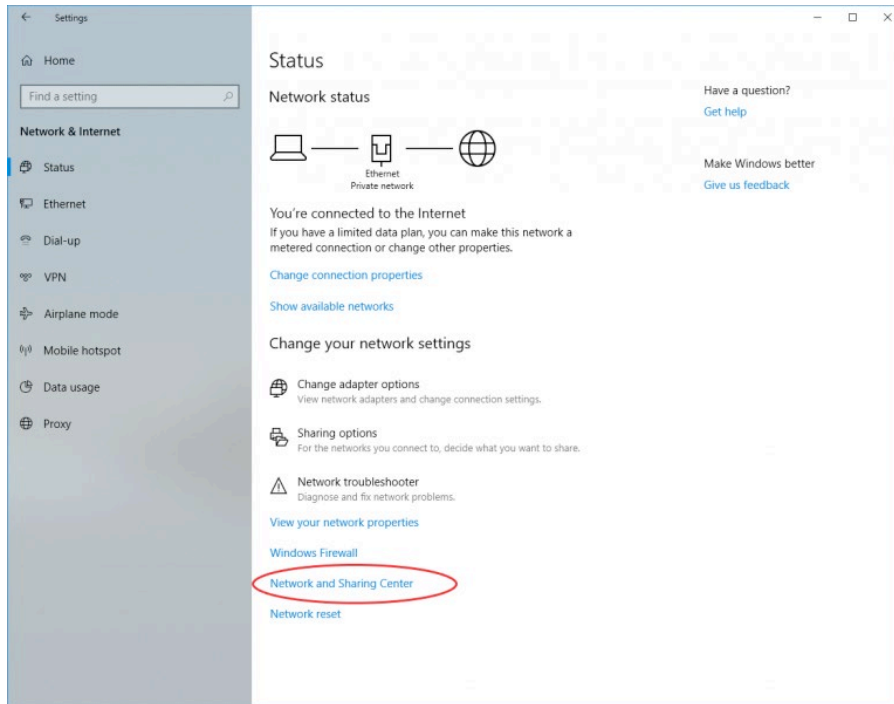 Settings
Home
Find a setting
Network & Internet
Status
Ethernet
Dial-up
VPN
Airplane mode
Mobile hotspot
Data usage
Proxy
Status
Network status
Ethernet
Private network
You're connected to the Internet
If you have a limited data plan, you can make this network a
metered connection or change other properties.
Change connection properties
Show available networks
Change your network settings
Change adapter options
View network adapters and change connection settings.
Sharing options
For the networks you connect to, decide what you want to share.
Network troubleshooter
Diagnose and fix network problems.
View your network properties
Windows Firewall
Network and Sharing Center
Network reset
Have a question?
Get help
Make Windows better
Give us feedback